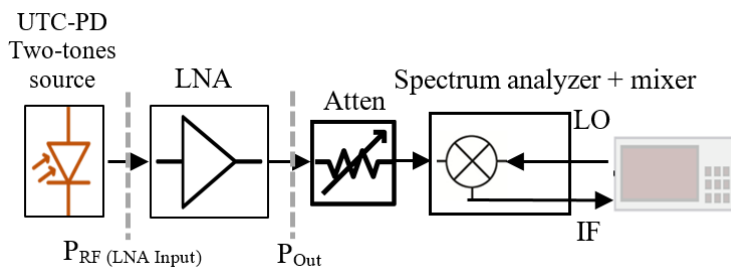 UTC-PD
Two-tones
source
LNA
Atten
Spectrum analyzer + mixer
LO
IF
PRF (LNA Input)
POut